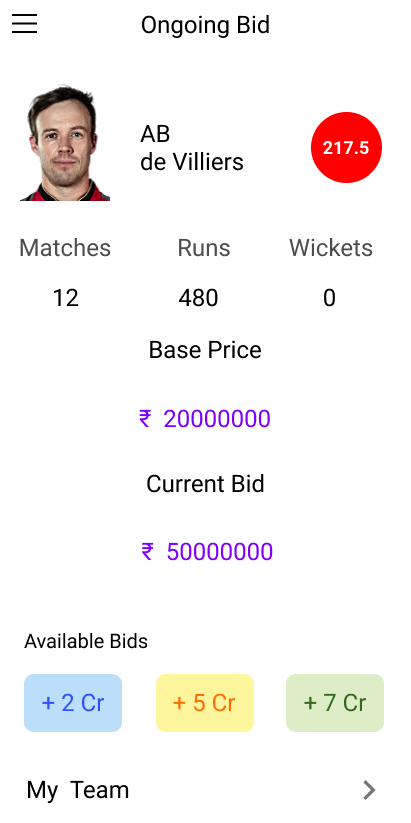 Ongoing Bid
AB
de Villiers
217.5
Matches Runs Wickets
12 480 0
Base Price
₹ 20000000
Current Bid
₹ 50000000
Available Bids
+ 2 Cr + 5 Cr + 7 Cr
My Team